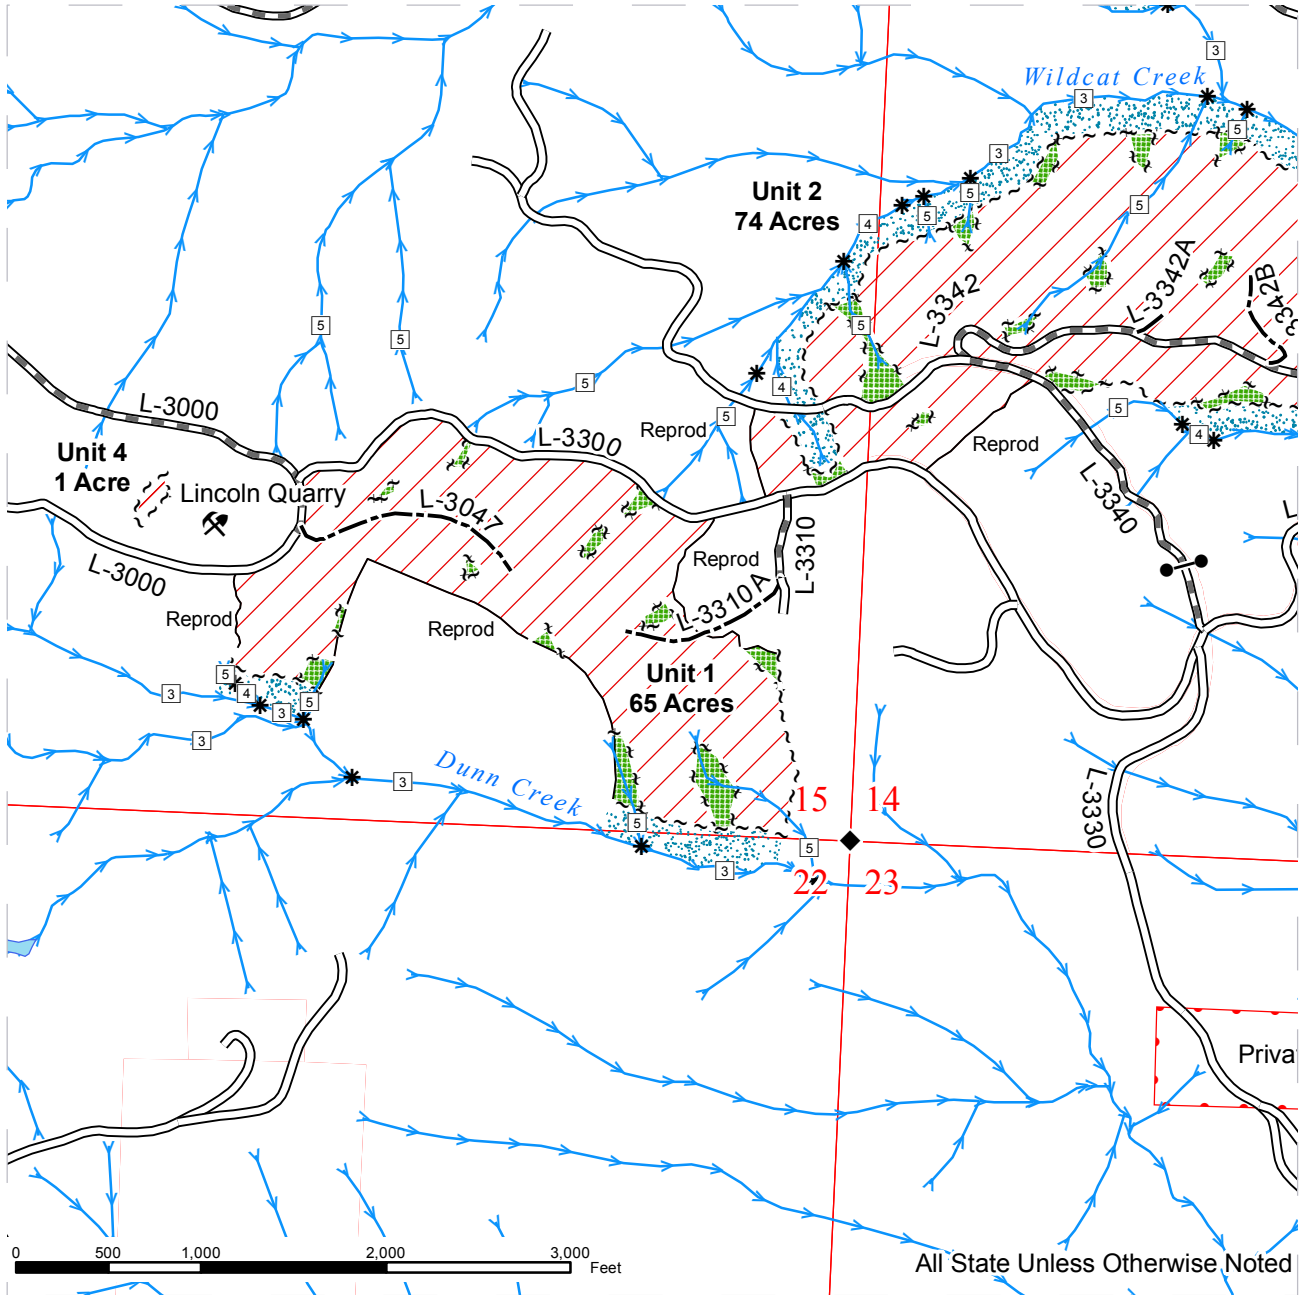 3
Wildcat Creek
3
5
3
Unit 2
74 Acres
5
5
5
4
L-3342A
L-3342
3342B
5
5
5
5
4
L-3000
5
5
L-3300
Reprod
Reprod
4
Unit 4
1 Acre
Lincoln Quarry
L-3047
L-3340
L-3310
L-3000
Reprod
L-3310A
Reprod
Reprod
Unit 1
65 Acres
5
4
3
3
5
3
Dunn Creek
3
15
14
L-3330
5
5
3
22
23
Priva
0
500
1,000
2,000
3,000
Feet
All State Unless Otherwise Noted